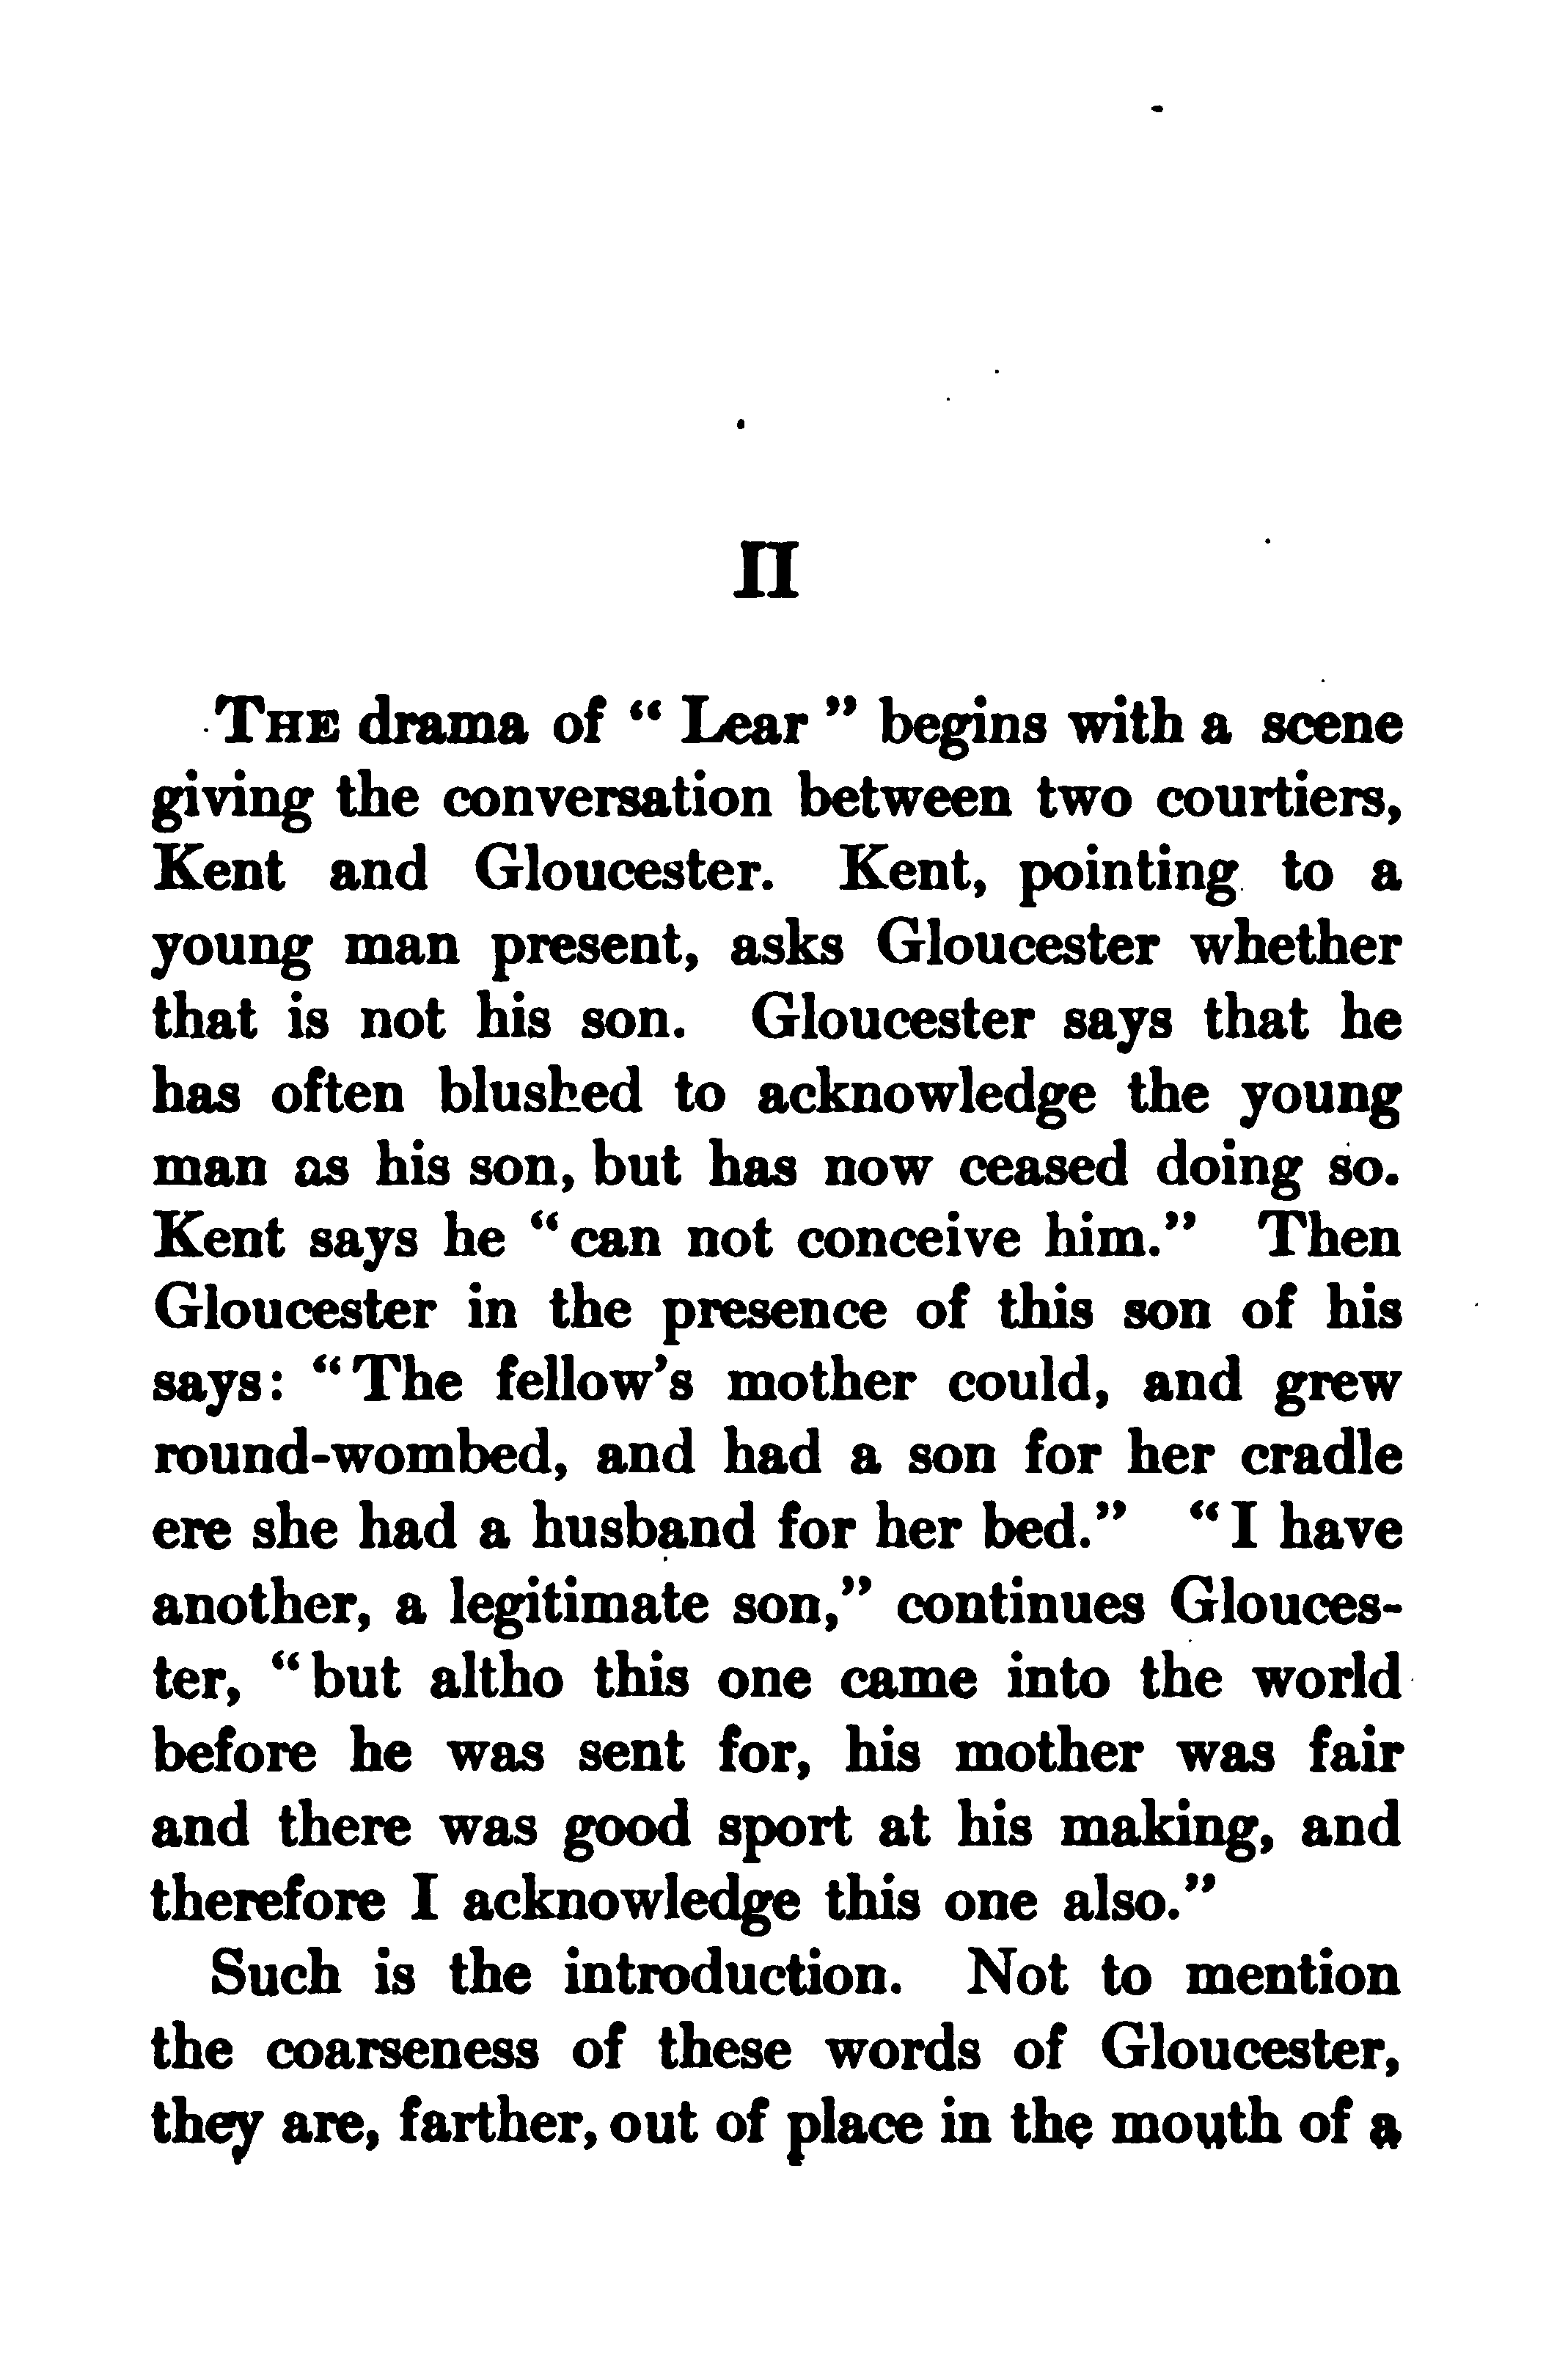 II
THE drama of “ Lear ” begins with a scene
giving the conversation between two courtiers,
Kent and Gloucester. Kent, pointing to a
young man present, asks Gloucester whether
that is not his son. Gloucester says that he
has often blushed to acknowledge the young
man as his son, but has now ceased doing so.
Kent says he “can not conceive him.” Then
Gloucester in the presence of this son of his
says: “The fellow’s mother could, and grew
round-wombed, and had a son for her cradle
ere she had a husband for her bed.” “I have
another, a legitimate son,” continues Glouces-
ter, “but altho this one came into the world
before he was sent for, his mother was fair
and there was good sport at his making, and
therefore I acknowledge this one also.”
Such is the introduction. Not to mention
the coarseness of these words of Gloucester,
they are, farther, out of place in the mouth of a